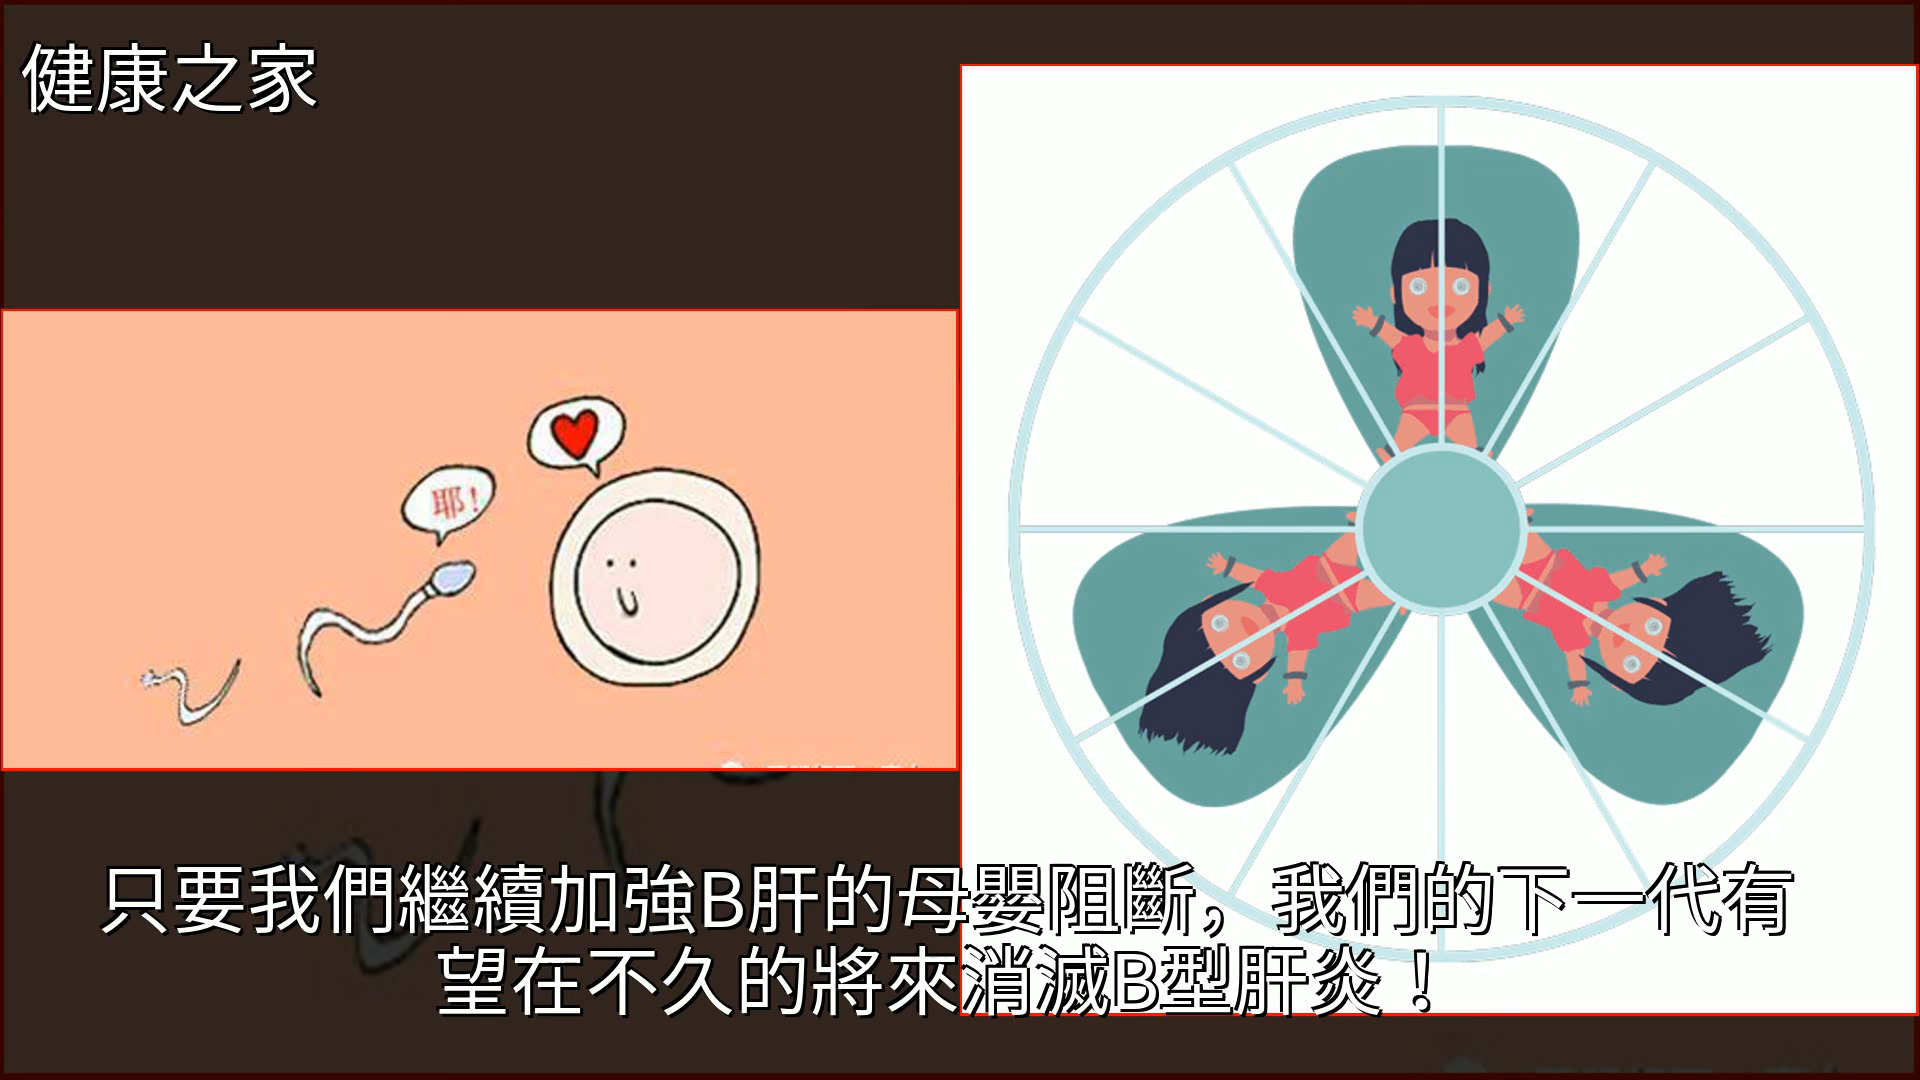 健康之家
耶!
只要我們繼續加強B肝的母嬰阻斷，我們的下一代有
望在不久的將來消滅B型肝炎！